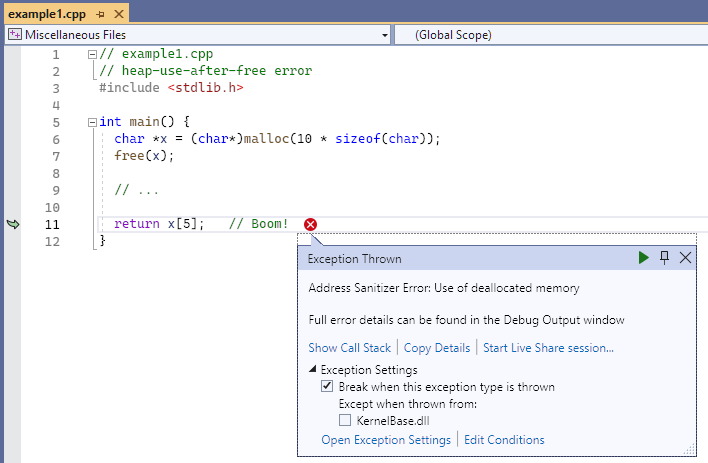 example1.cpp
Miscellaneous Files
(Global Scope)
1 // example1.cpp
2 // heap-use-after-free error
3 #include <stdlib.h>
4
5 int main() {
6 char *x = (char*)malloc(10 * sizeof(char));
7 free(x);
8
9 // ...
10
11 return x[5]; // Boom!
12 }
Exception Thrown
Address Sanitizer Error: Use of deallocated memory
Full error details can be found in the Debug Output window
Show Call Stack | Copy Details | Start Live Share session...
Exception Settings
Break when this exception type is thrown
Except when thrown from:
KernelBase.dll
Open Exception Settings | Edit Conditions